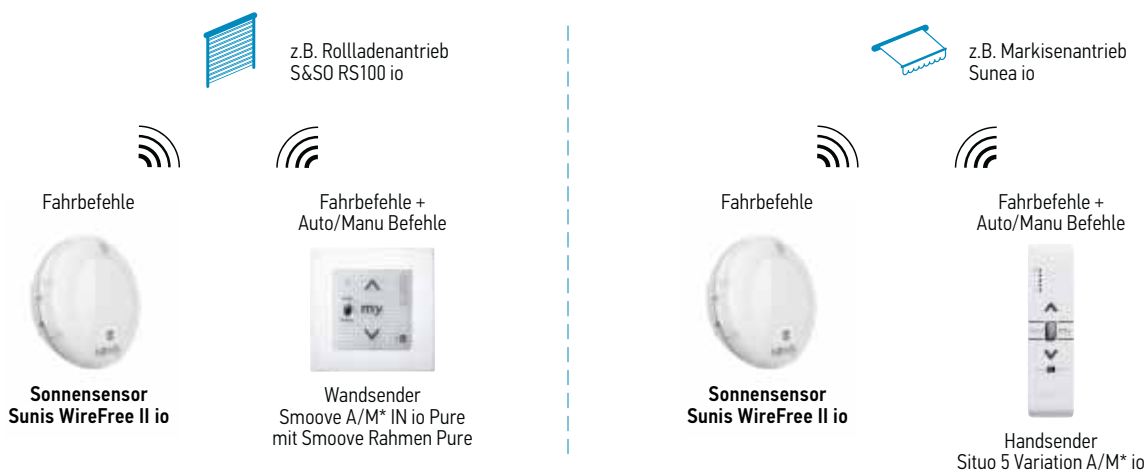 z.B. Rollladenantrieb
S&SO RS100 io
Fahrbefehle
Fahrbefehle +
Auto/Manu Befehle
my
Sonnensensor
Sunis WireFree II io
Wandsender
Smoove A/M* IN io Pure
mit Smoove Rahmen Pure
z.B. Markisenantrieb
Sunea io
Fahrbefehle
Fahrbefehle +
Auto/Manu Befehle
Sonnensensor
Sunis WireFree II io
Handsender
Situo 5 Variation A/M* io